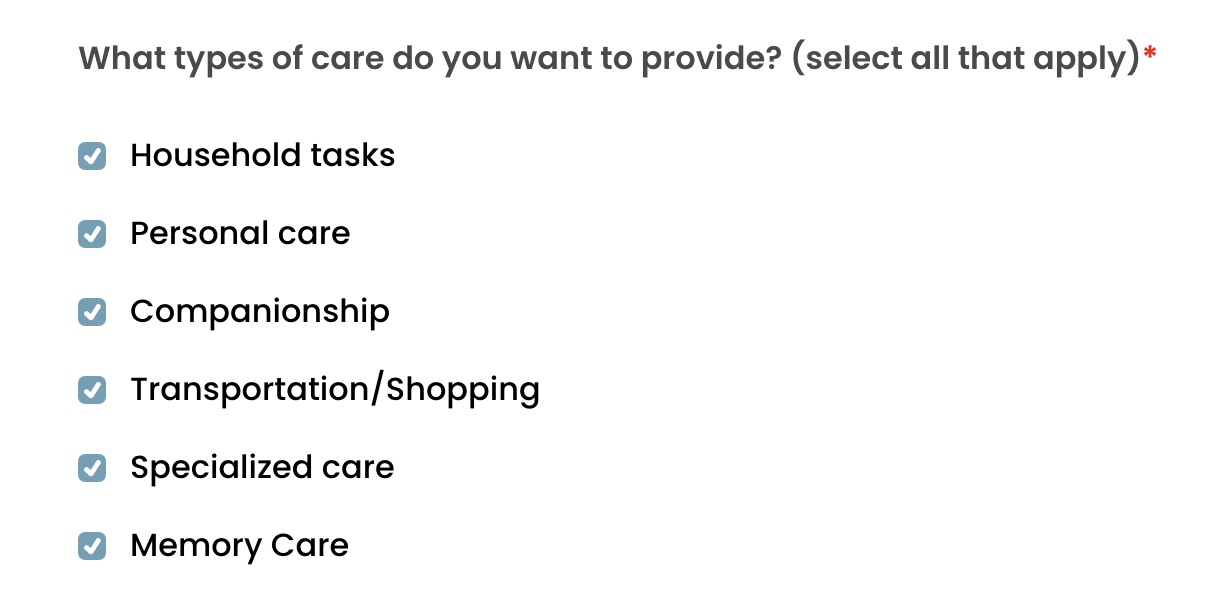 What types of care do you want to provide? (select all that apply)*
Household tasks
Personal care
Companionship
Transportation/Shopping
Specialized care
Memory Care